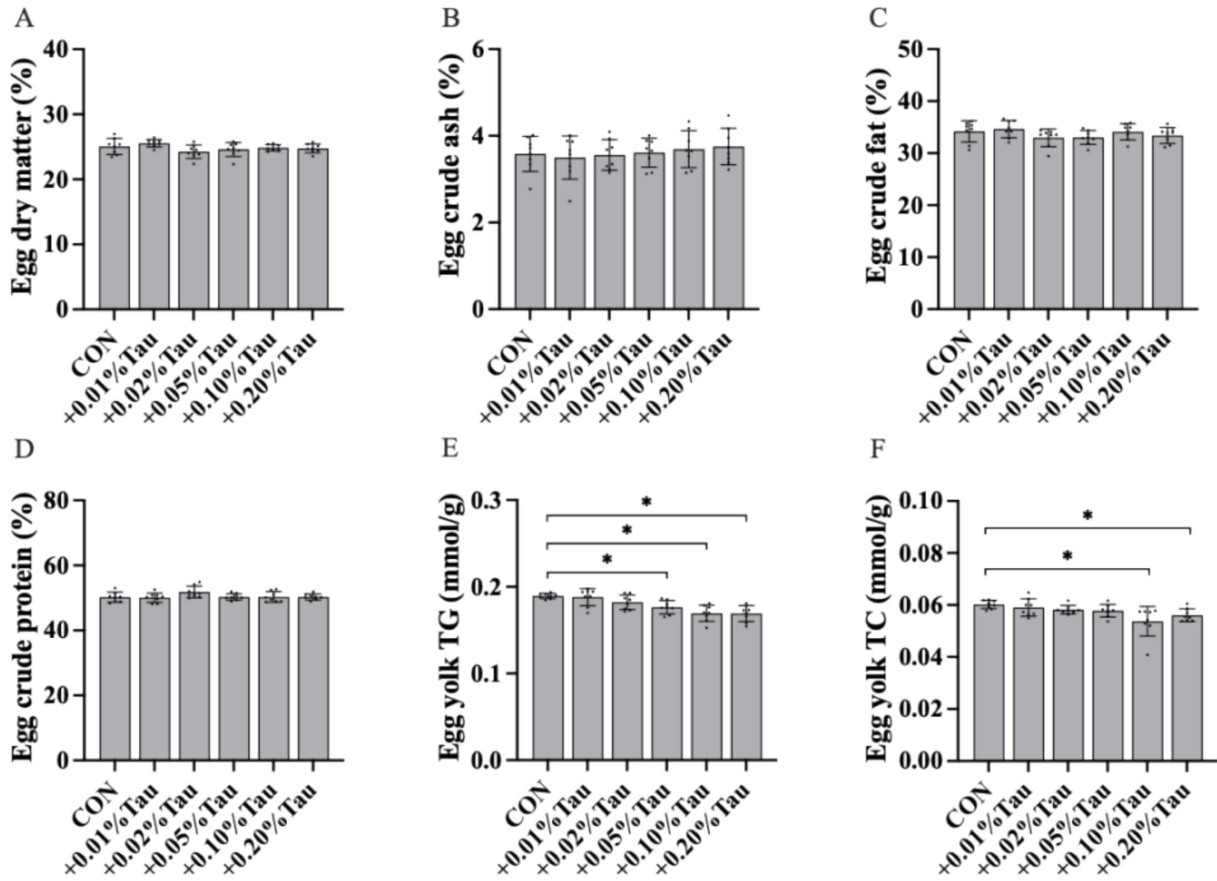 A
Egg dry matter (%)
40
30
20
10
0
CON
+0.01%Tau
+0.02%Tau
+0.05%Tau
+0.10%Tau
+0.20%Tau
B
Egg crude ash (%)
6
4
2
0
CON
+0.01%Tau
+0.02%Tau
+0.05%Tau
+0.10%Tau
+0.20%Tau
C
Egg crude fat (%)
50
40
30
20
10
0
CON
+0.01%Tau
+0.02%Tau
+0.05%Tau
+0.10%Tau
+0.20%Tau
D
Egg crude protein (%)
80
60
40
20
0
CON
+0.01%Tau
+0.02%Tau
+0.05%Tau
+0.10%Tau
+0.20%Tau
E
Egg yolk TG (mmol/g)
0.3
0.2
0.1
0.0
*
*
*
CON
+0.01%Tau
+0.02%Tau
+0.05%Tau
+0.10%Tau
+0.20%Tau
F
Egg yolk TC (mmol/g)
0.10
0.08
0.06
0.04
0.02
0.00
*
*
CON
+0.01%Tau
+0.02%Tau
+0.05%Tau
+0.10%Tau
+0.20%Tau